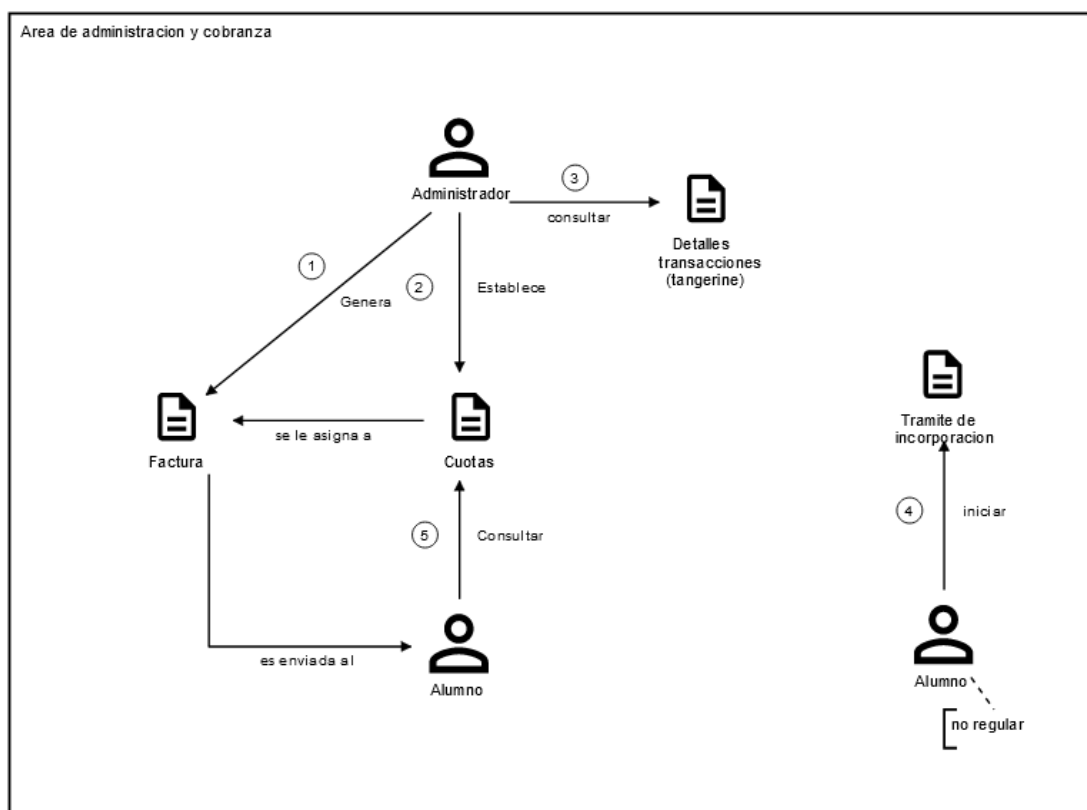 Area de administracion y cobranza
Administrador
3
consultar
Detalles
transacciones
(tangerine)
1
Genera
2
Establece
Factura
se le asigna a
Cuotas
Tramite de
incorporacion
5
Consultar
4
iniciar
es enviada al
Alumno
Alumno
no regular